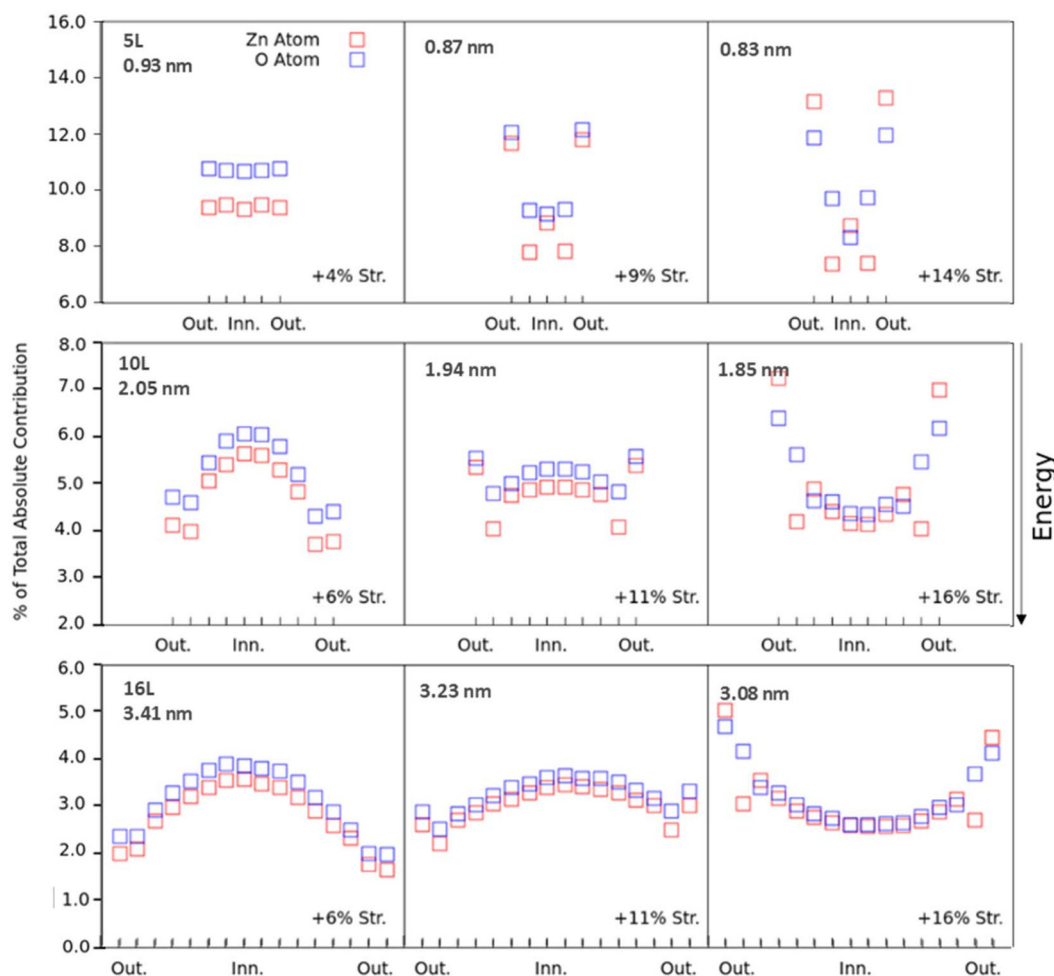 % of Total Absolute Contribution
16.0
14.0
12.0
10.0
8.0
6.0
5L
0.93 nm
Zn Atom
O Atom
+4% Str.
0.87 nm
+9% Str.
0.83 nm
+14% Str.
Out. Inn. Out.
Out. Inn. Out.
Out. Inn. Out.
8.0
7.0
6.0
5.0
4.0
3.0
2.0
10L
2.05 nm
+6% Str.
1.94 nm
+11% Str.
1.85 nm
+16% Str.
Out. Inn. Out.
Out. Inn. Out.
Out. Inn. Out.
Energy
6.0
5.0
4.0
3.0
2.0
1.0
0.0
16L
3.41 nm
+6% Str.
3.23 nm
+11% Str.
3.08 nm
+16% Str.
Out. Inn. Out.
Out. Inn. Out.
Out. Inn. Out.